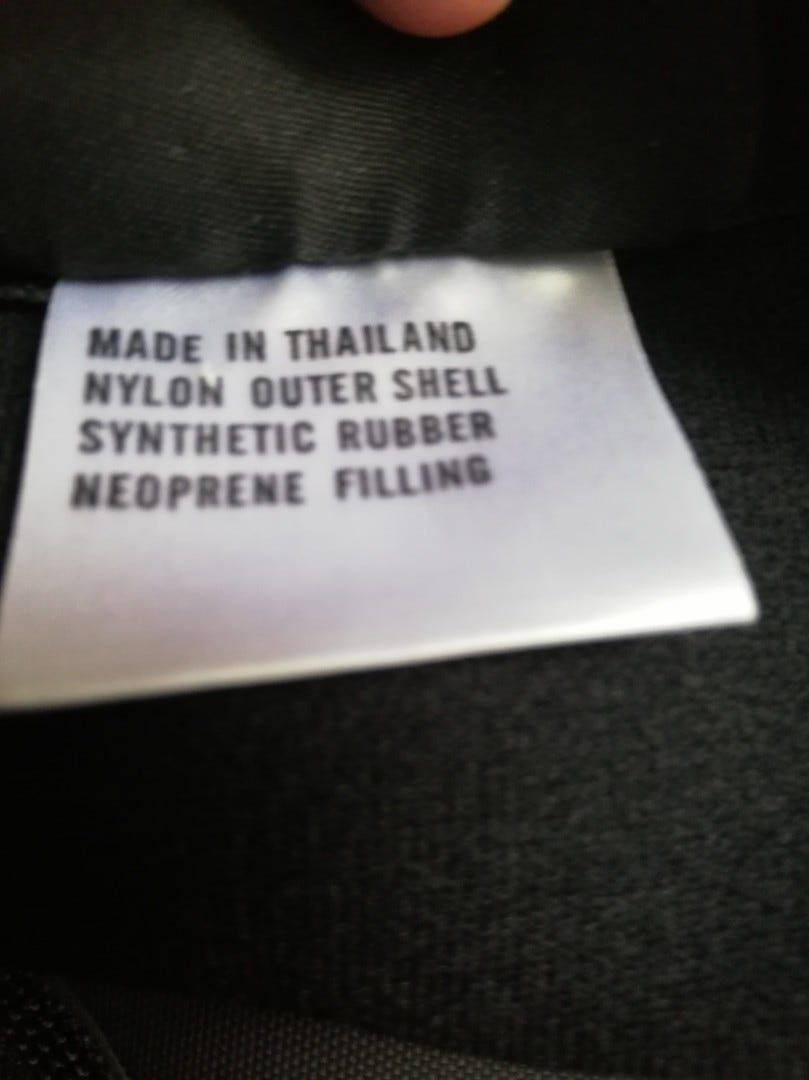 MADE IN THAILAND
NYLON OUTER SHELL
SYNTHETIC RUBBER
NEOPRENE FILLING